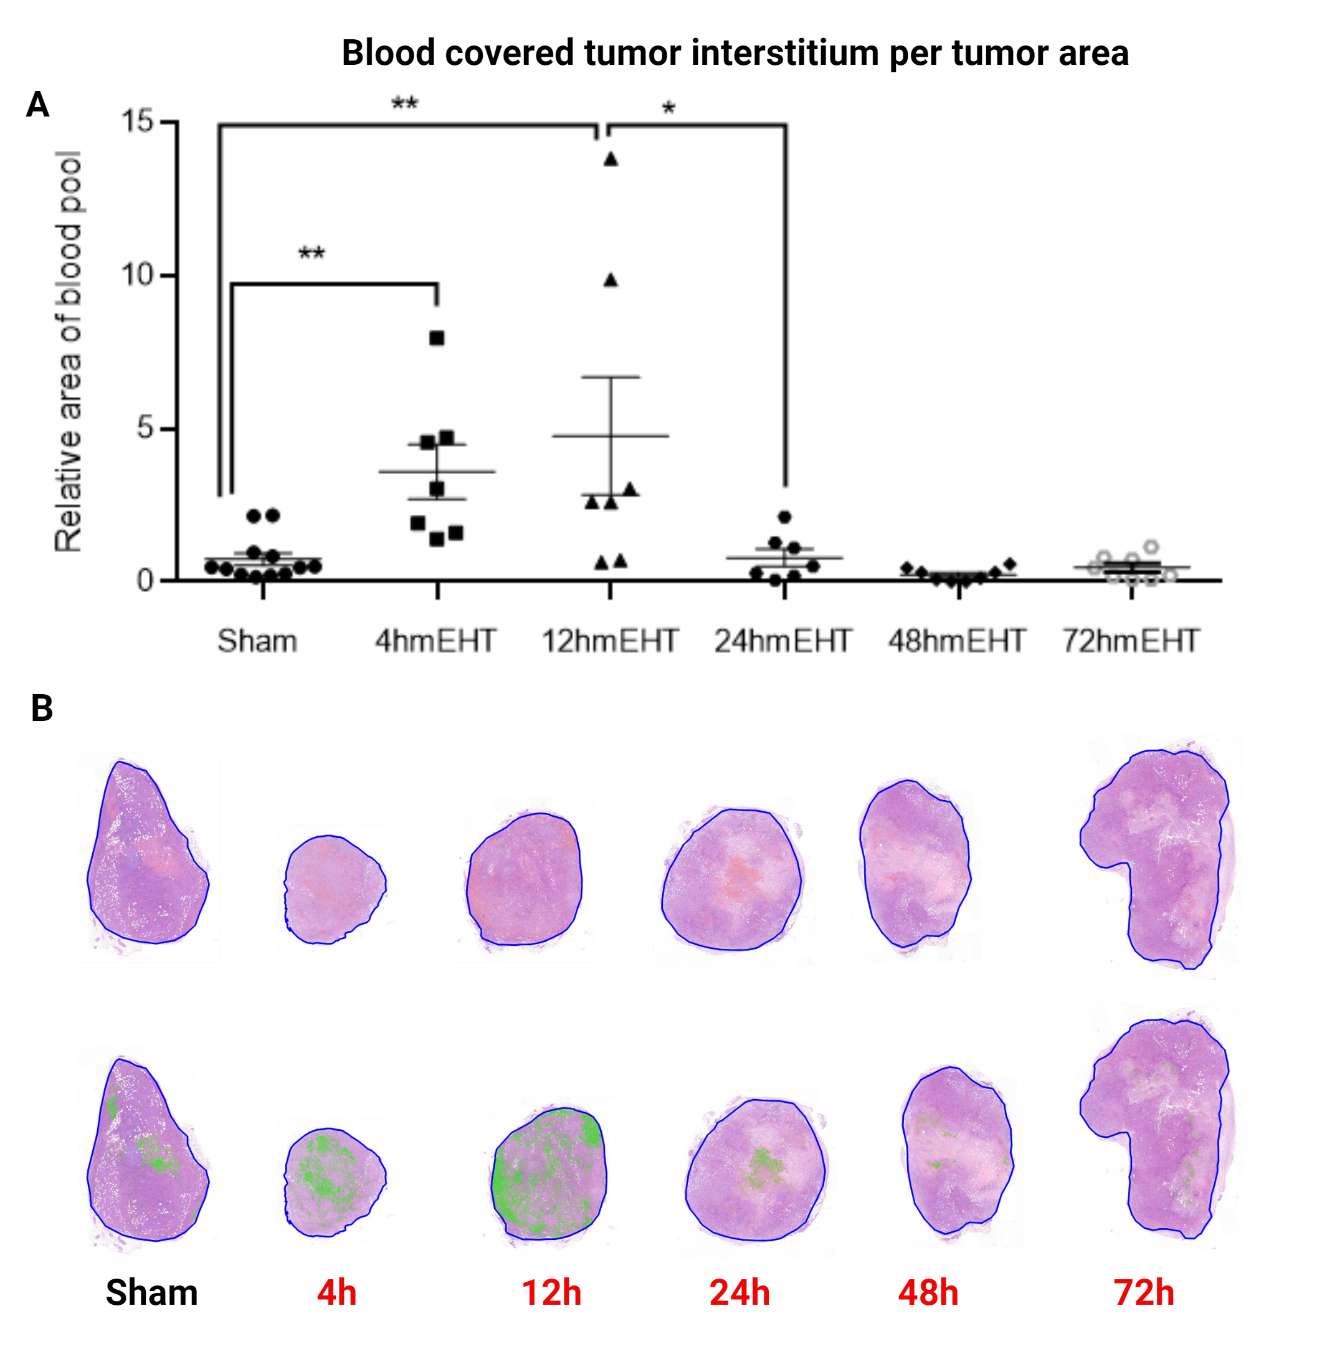 Blood covered tumor interstitium per tumor area
A
** *
15
**
10
5
0
Relative area of blood pool
Sham 4hmEHT 12hmEHT 24hmEHT 48hmEHT 72hmEHT
B
Sham 4h 12h 24h 48h 72h